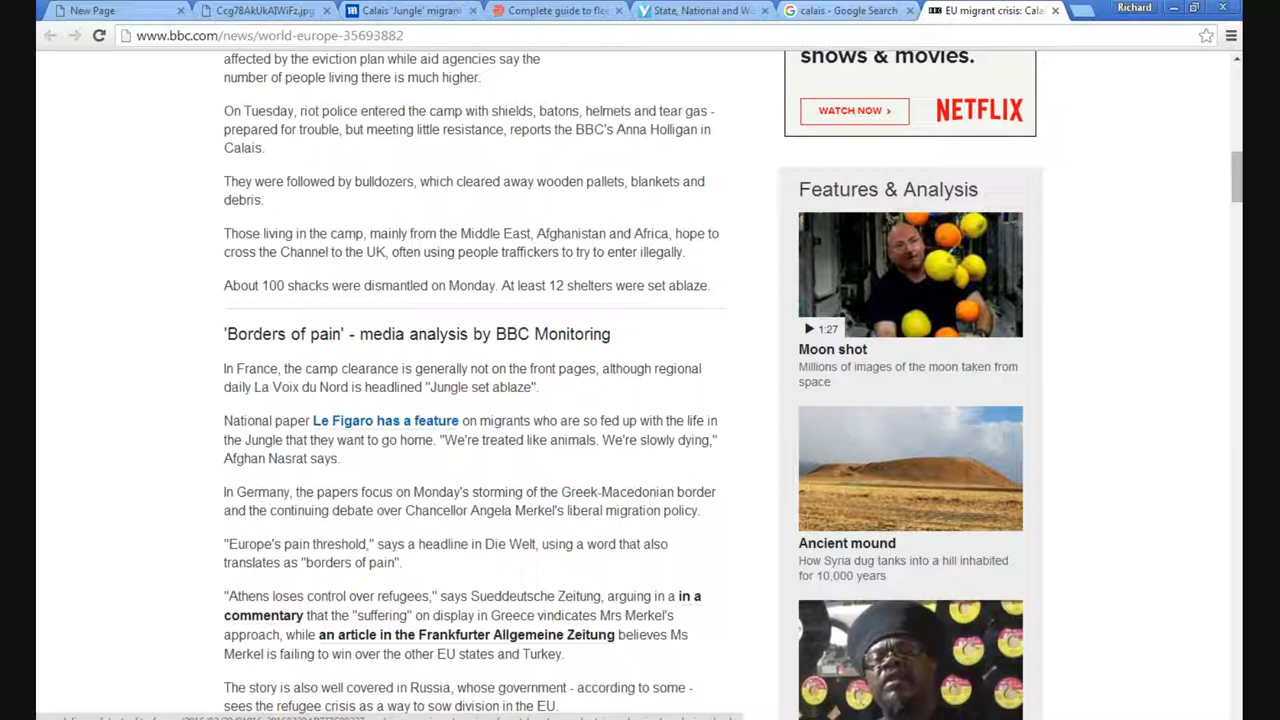 New Page
Ccg78AkUkAIWiFz.jpg
Calais 'Jungle' migran
Complete guide to fle
State, National and Wo
calais - Google Search
EU migrant crisis: Cala
Richard
www.bbc.com/news/world-europe-35693882
affected by the eviction plan while aid agencies say the
number of people living there is much higher.
On Tuesday, riot police entered the camp with shields, batons, helmets and tear gas -
prepared for trouble, but meeting little resistance, reports the BBC's Anna Holligan in
Calais.
They were followed by bulldozers, which cleared away wooden pallets, blankets and
debris.
Those living in the camp, mainly from the Middle East, Afghanistan and Africa, hope to
cross the Channel to the UK, often using people traffickers to try to enter illegally.
About 100 shacks were dismantled on Monday. At least 12 shelters were set ablaze.
'Borders of pain' - media analysis by BBC Monitoring
In France, the camp clearance is generally not on the front pages, although regional
daily La Voix du Nord is headlined "Jungle set ablaze".
National paper Le Figaro has a feature on migrants who are so fed up with the life in
the Jungle that they want to go home. "We're treated like animals. We're slowly dying,"
Afghan Nasrat says.
In Germany, the papers focus on Monday's storming of the Greek-Macedonian border
and the continuing debate over Chancellor Angela Merkel's liberal migration policy.
"Europe's pain threshold," says a headline in Die Welt, using a word that also
translates as "borders of pain".
"Athens loses control over refugees," says Sueddeutsche Zeitung, arguing in a in a
commentary that the "suffering" on display in Greece vindicates Mrs Merkel's
approach, while an article in the Frankfurter Allgemeine Zeitung believes Ms
Merkel is failing to win over the other EU states and Turkey.
The story is also well covered in Russia, whose government - according to some -
sees the refugee crisis as a way to sow division in the EU.
shows & movies.
WATCH NOW >
NETFLIX
Features & Analysis
1:27
Moon shot
Millions of images of the moon taken from
space
Ancient mound
How Syria dug tanks into a hill inhabited
for 10,000 years